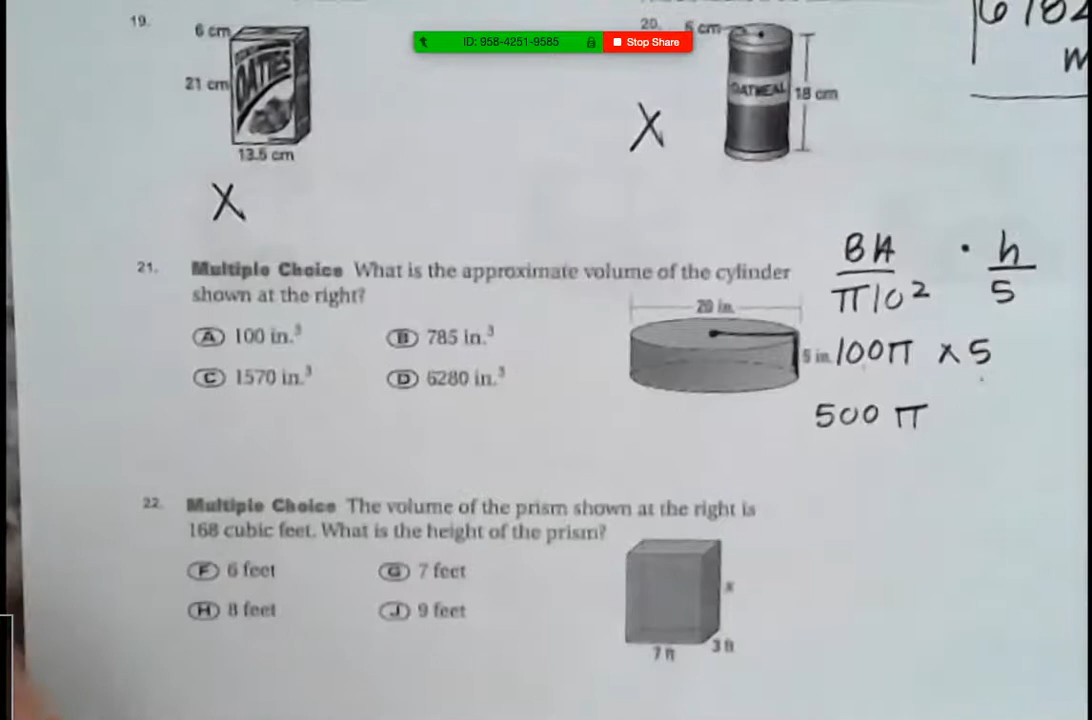 19.
6 cm
OATIES
21 cm
13.5 cm
X
20.
6 cm
OATMEAL
18 cm
X
ID: 958-4251-9585
Stop Share
21. Multiple Choice What is the approximate volume of the cylinder
shown at the right?
A 100 in.³ B 785 in.³
C 1570 in.³ D 6280 in.³
20 in.
5 in.
BA · h
π10² 5
100π × 5
500 π
22. Multiple Choice The volume of the prism shown at the right is
168 cubic feet. What is the height of the prism?
F 6 feet G 7 feet
H 8 feet J 9 feet
x
7 ft
3 ft